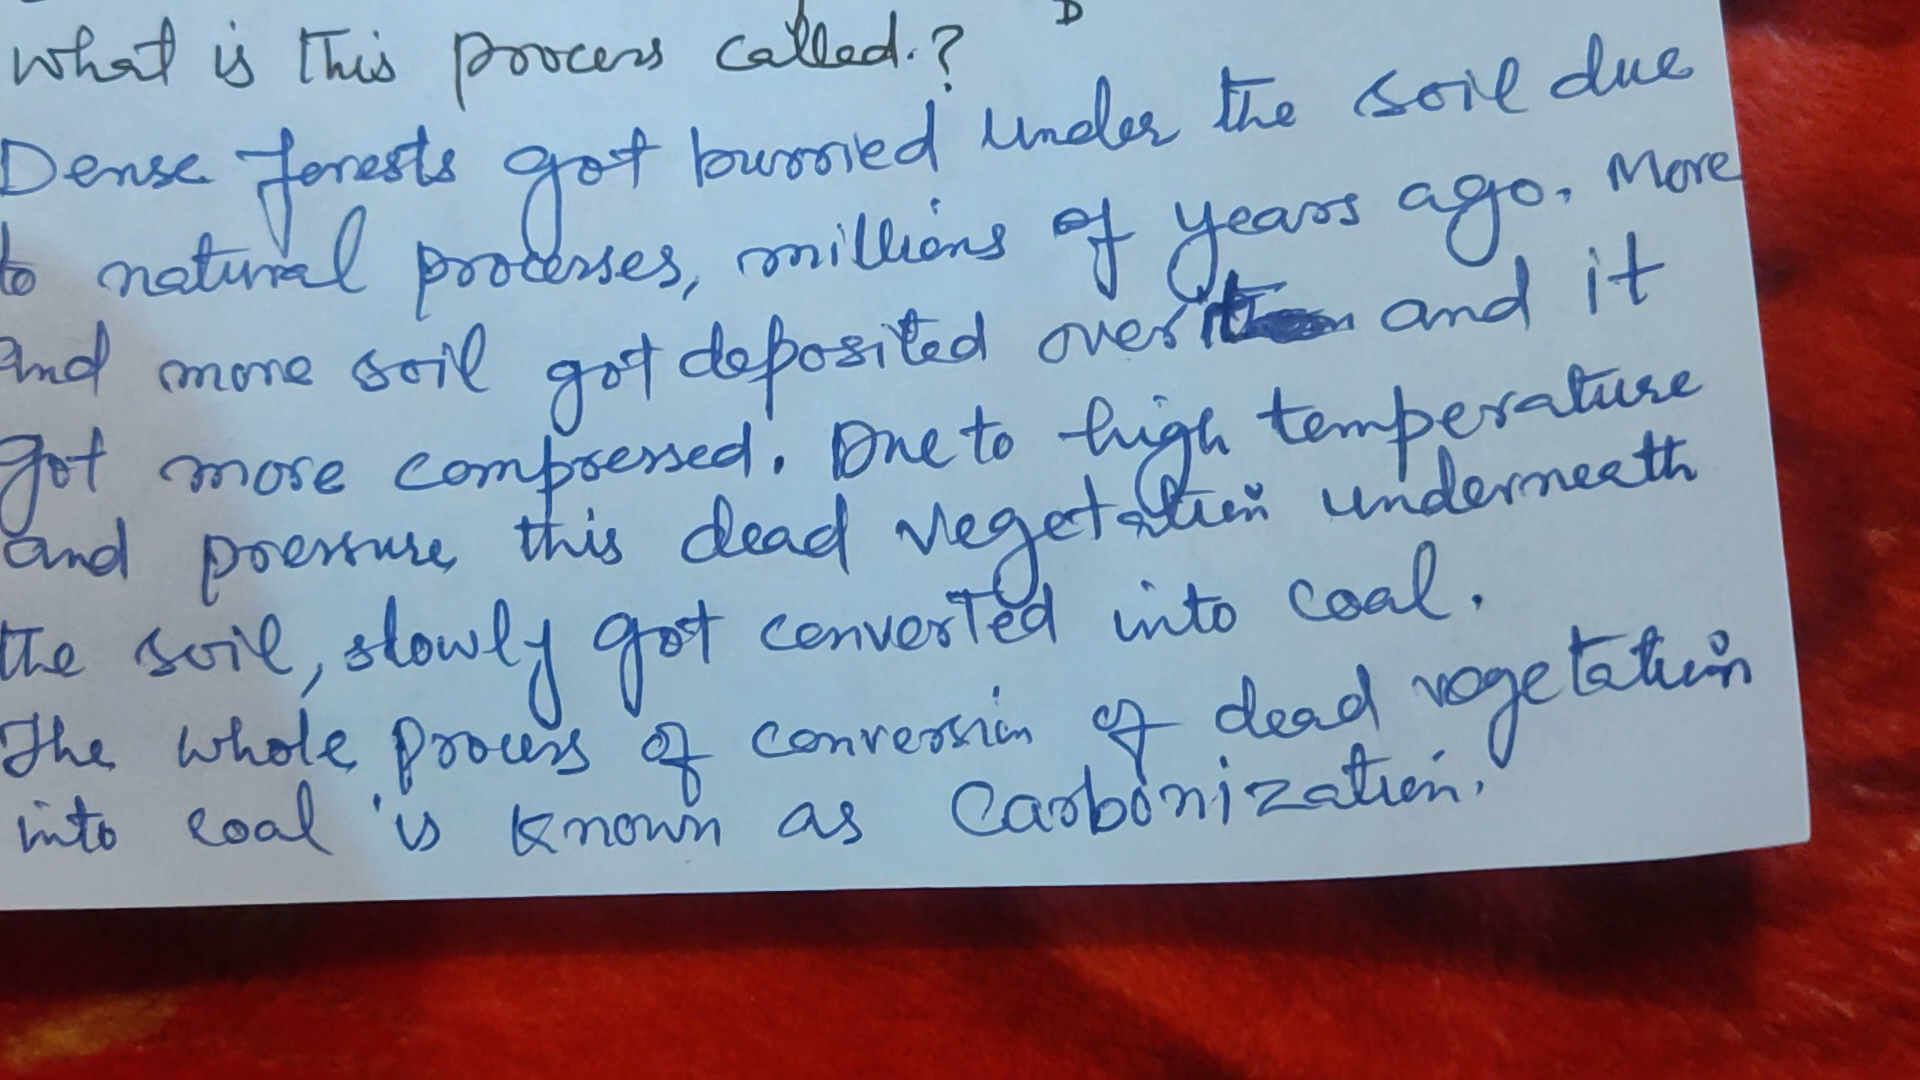 what is this process called.?
Dense forests got burried under the soil due
to natural processes, millions of years ago. More
and more soil got deposited over it and it
got more compressed. Due to high temperature
and pressure, this dead vegetation underneath
the soil, slowly got converted into coal.
The whole process of conversion of dead vegetation
into coal is known as Carbonization.